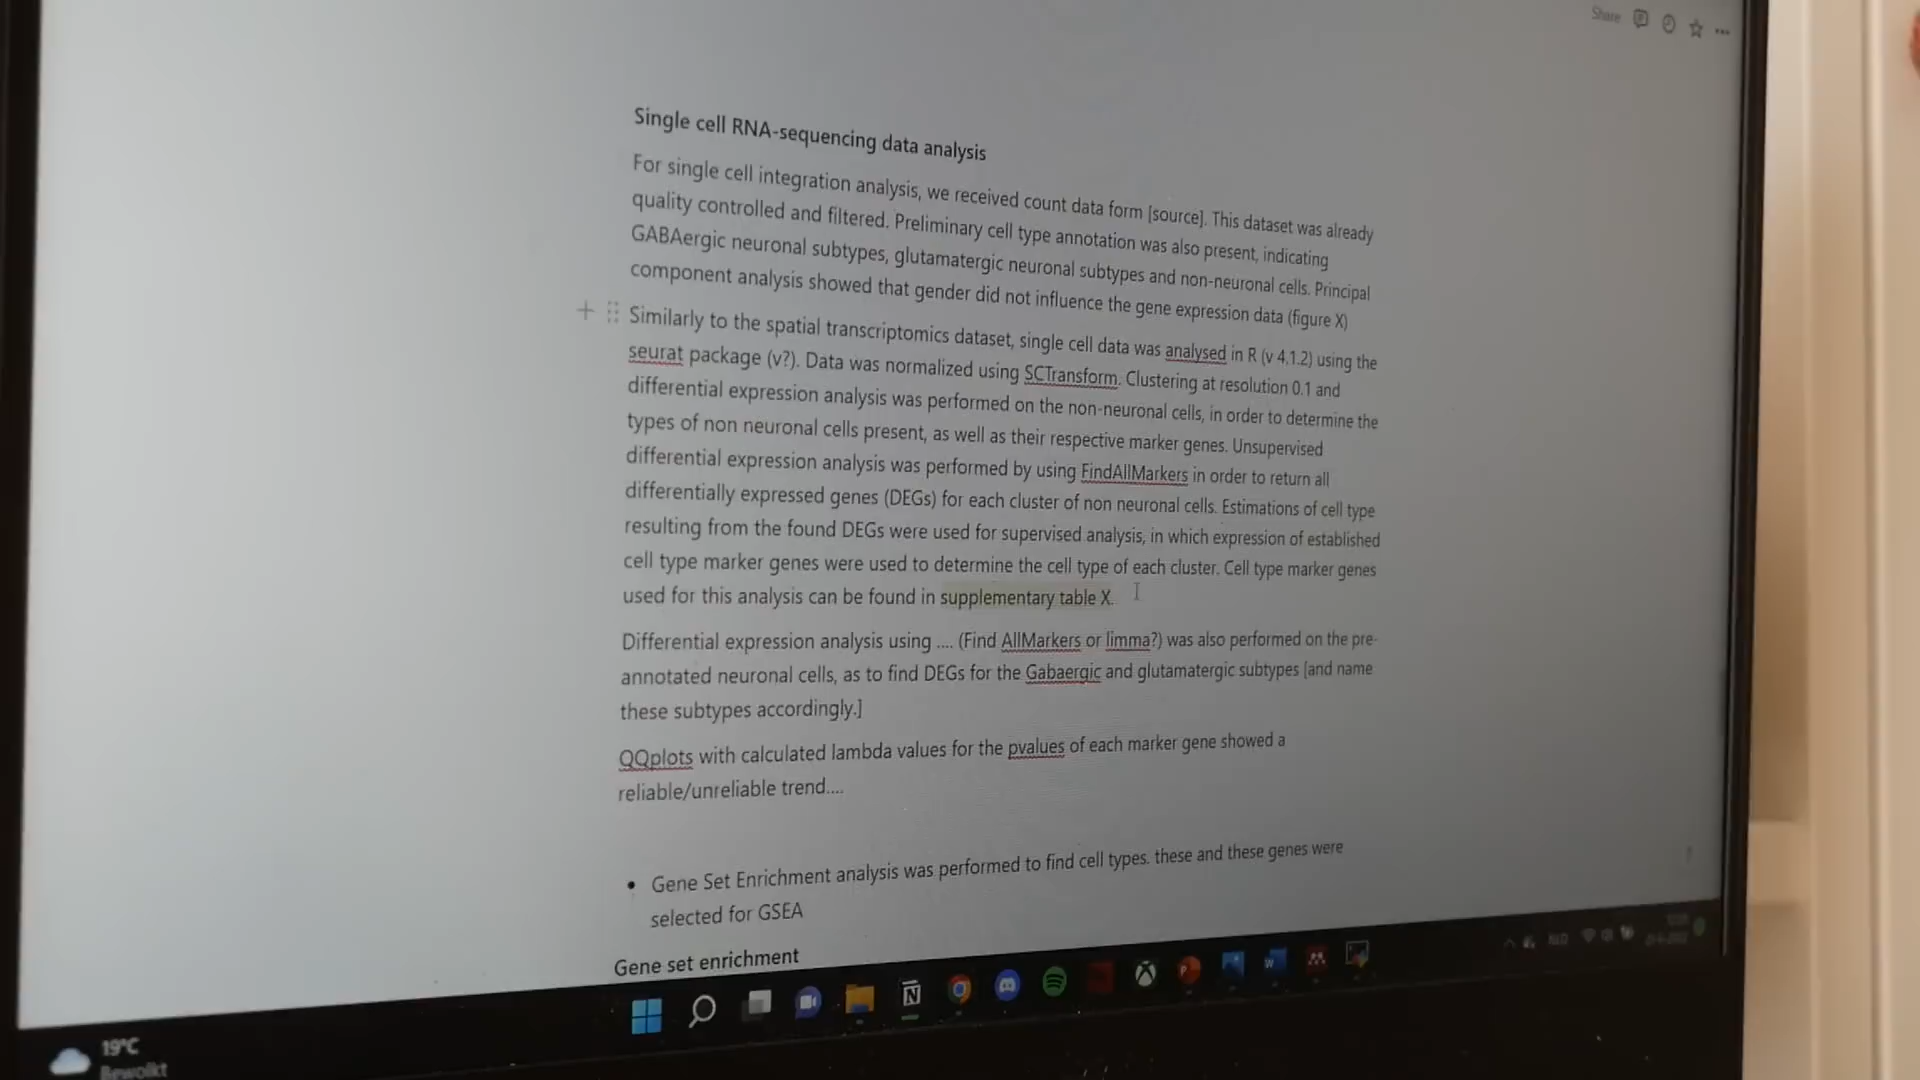 Share
Single cell RNA-sequencing data analysis
For single cell integration analysis, we received count data form [source]. This dataset was already
quality controlled and filtered. Preliminary cell type annotation was also present, indicating
GABAergic neuronal subtypes, glutamatergic neuronal subtypes and non-neuronal cells. Principal
component analysis showed that gender did not influence the gene expression data (figure X)
Similarly to the spatial transcriptomics dataset, single cell data was analysed in R (v 4.1.2) using the
seurat package (v?). Data was normalized using SCTransform. Clustering at resolution 0.1 and
differential expression analysis was performed on the non-neuronal cells, in order to determine the
types of non neuronal cells present, as well as their respective marker genes. Unsupervised
differential expression analysis was performed by using FindAllMarkers in order to return all
differentially expressed genes (DEGs) for each cluster of non neuronal cells. Estimations of cell type
resulting from the found DEGs were used for supervised analysis, in which expression of established
cell type marker genes were used to determine the cell type of each cluster. Cell type marker genes
used for this analysis can be found in supplementary table X.
Differential expression analysis using .... (Find AllMarkers or limma?) was also performed on the pre-
annotated neuronal cells, as to find DEGs for the Gabaergic and glutamatergic subtypes [and name
these subtypes accordingly.]
QQplots with calculated lambda values for the pvalues of each marker gene showed a
reliable/unreliable trend....
• Gene Set Enrichment analysis was performed to find cell types. these and these genes were
selected for GSEA
Gene set enrichment
19°C
Bewolkt
NLD